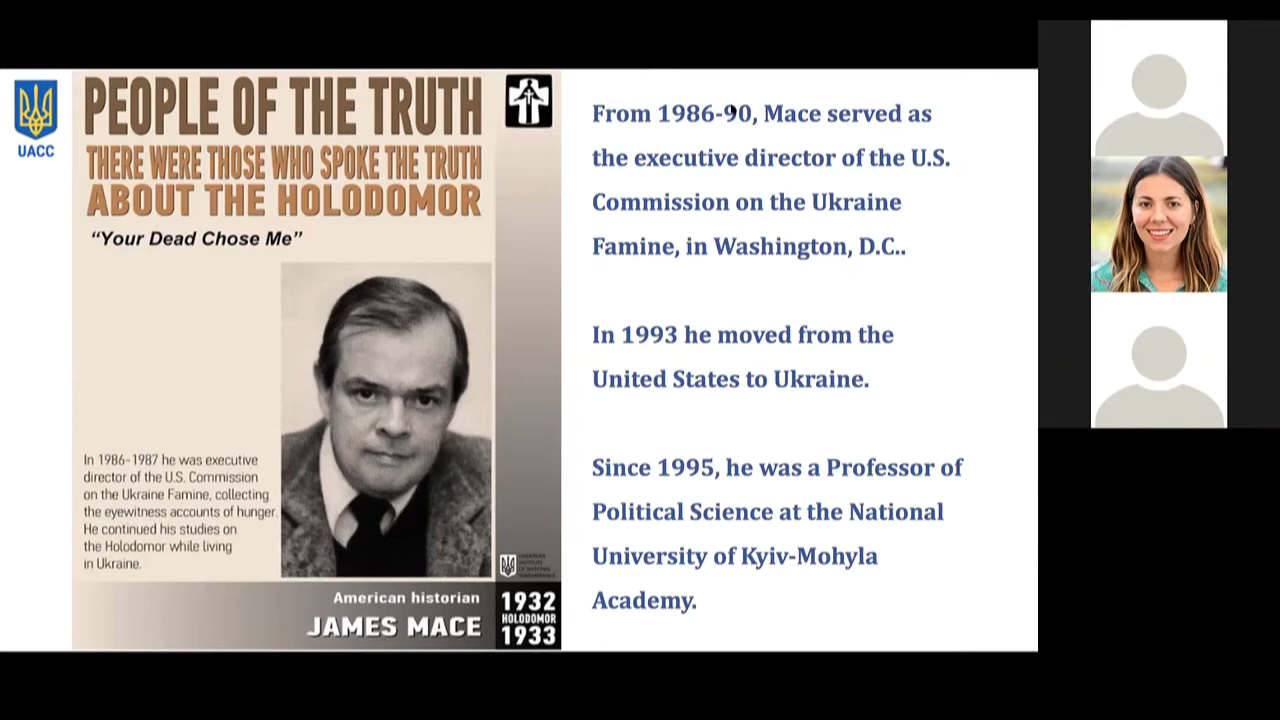 UACC
PEOPLE OF THE TRUTH
THERE WERE THOSE WHO SPOKE THE TRUTH
ABOUT THE HOLODOMOR
“Your Dead Chose Me”
In 1986-1987 he was executive
director of the U.S. Commission
on the Ukraine Famine, collecting
the eyewitness accounts of hunger.
He continued his studies on
the Holodomor while living
in Ukraine.
UKRAINIAN
INSTITUTE
OF NATIONAL
REMEMBRANCE
American historian
JAMES MACE
1932
HOLODOMOR
1933
From 1986-90, Mace served as
the executive director of the U.S.
Commission on the Ukraine
Famine, in Washington, D.C..
In 1993 he moved from the
United States to Ukraine.
Since 1995, he was a Professor of
Political Science at the National
University of Kyiv-Mohyla
Academy.